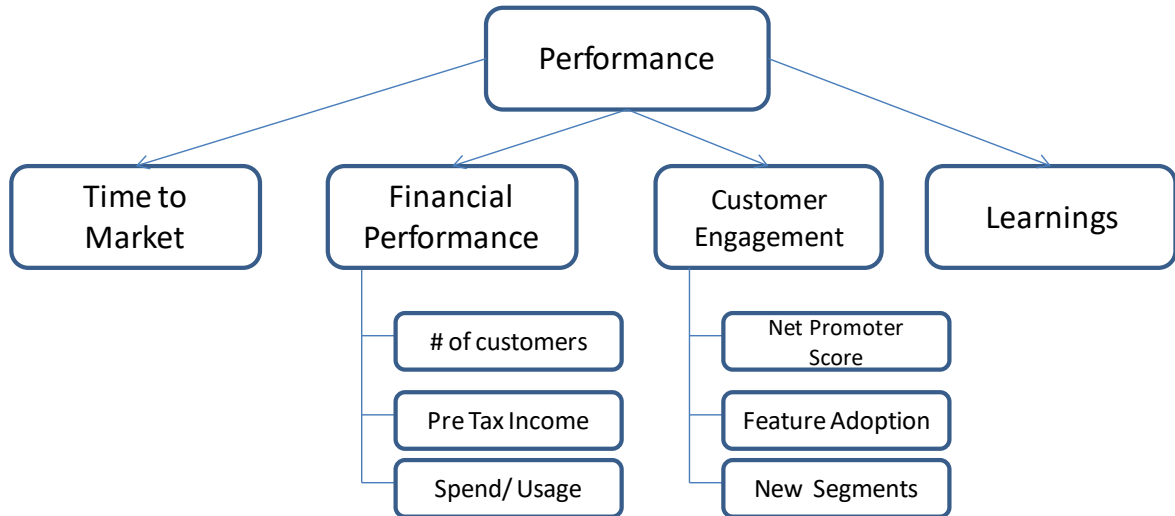 Performance
Time to
Market
Financial
Performance
Customer
Engagement
Learnings
# of customers
Pre Tax Income
Spend/ Usage
Net Promoter
Score
Feature Adoption
New Segments